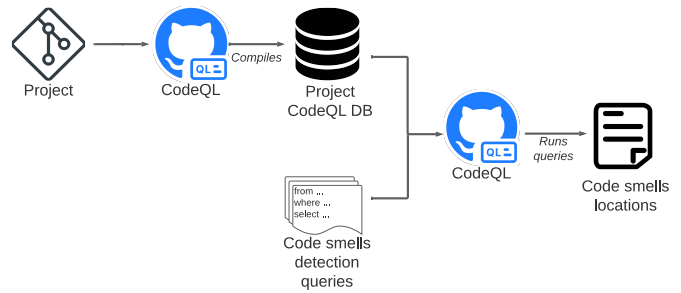 QL
Compiles
Project
CodeQL
Project
CodeQL DB
QL
Runs
queries
CodeQL
from ...
where ...
select ...
Code smells
locations
Code smells
detection
queries